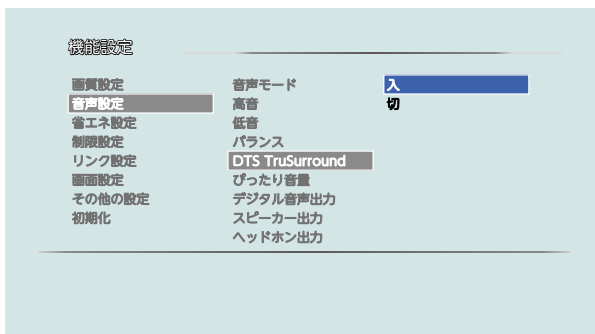 機能設定
画質設定
音声設定
省エネ設定
制限設定
リンク設定
画面設定
その他の設定
初期化
音声モード
高音
低音
バランス
DTS TruSurround
ぴったり音量
デジタル音声出力
スピーカー出力
ヘッドホン出力
入
切